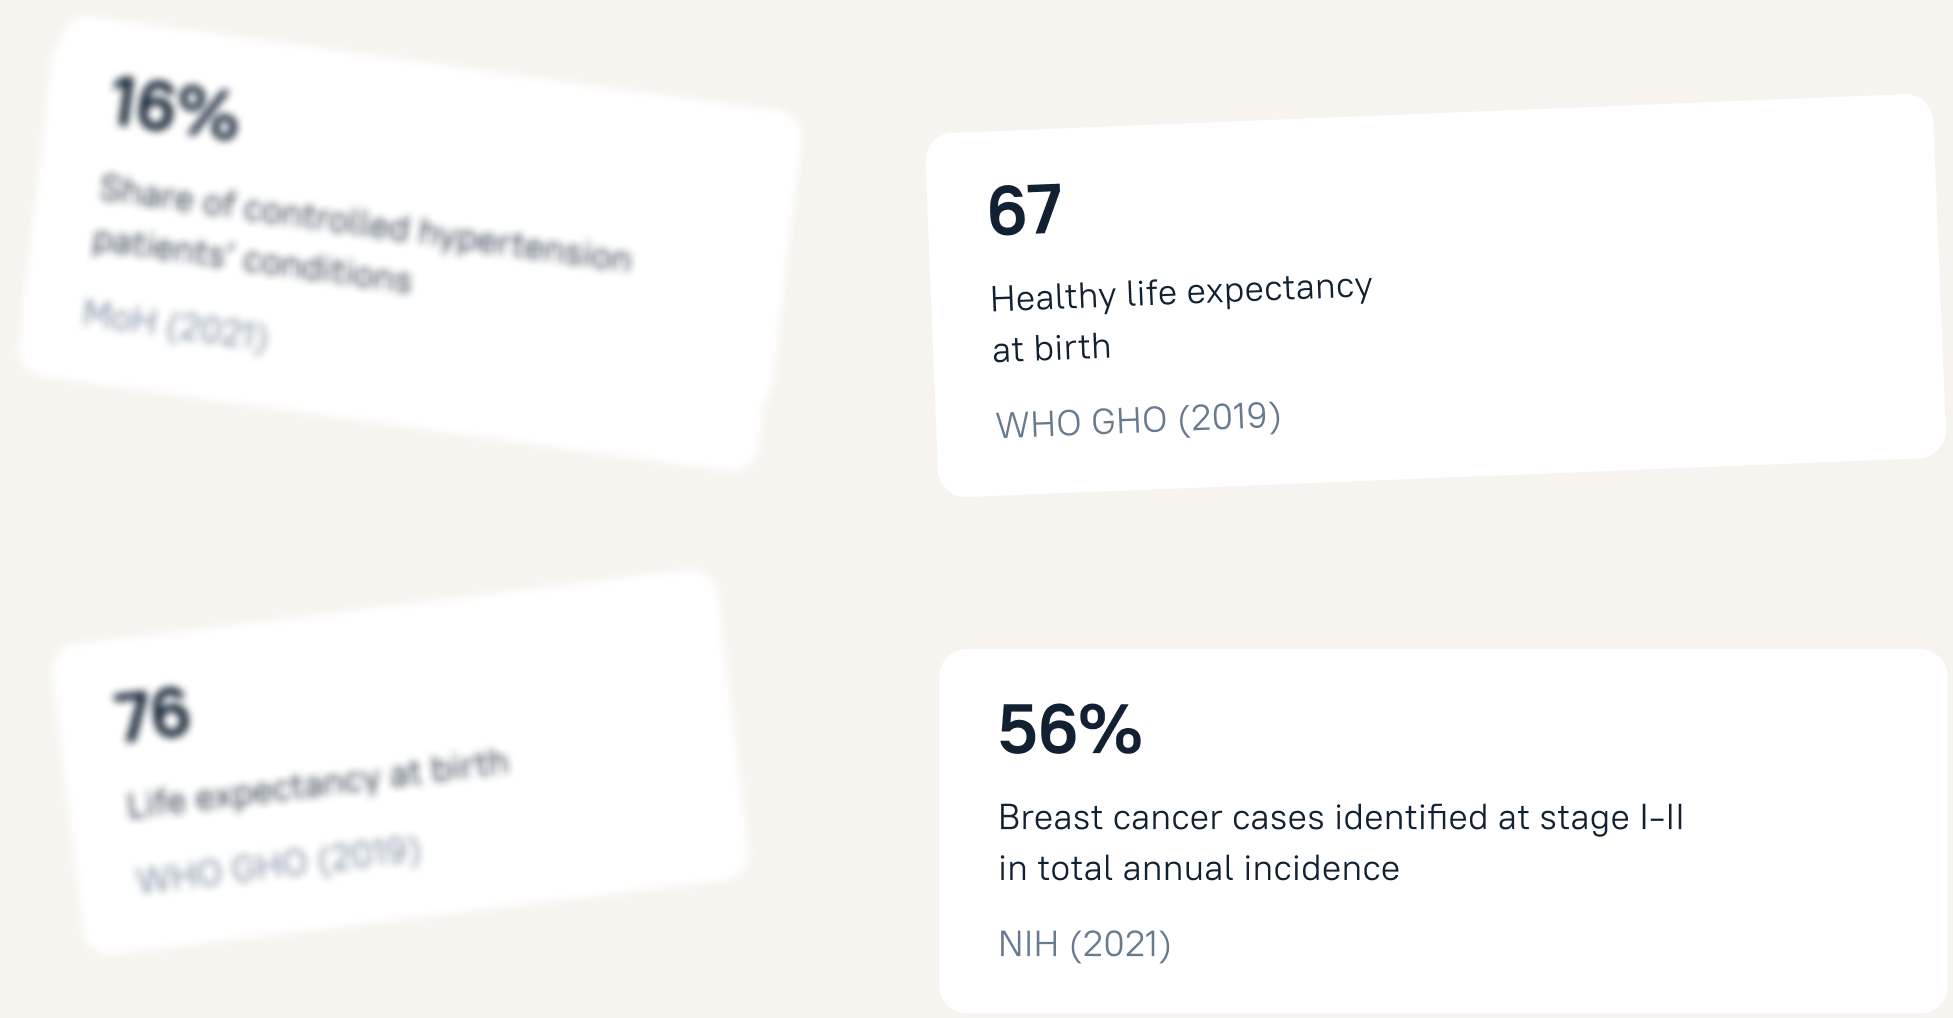 16%
Share of controlled hypertension
patients' conditions
MoH (2021)
67
Healthy life expectancy
at birth
WHO GHO (2019)
76
Life expectancy at birth
WHO GHO (2019)
56%
Breast cancer cases identified at stage I–II
in total annual incidence
NIH (2021)